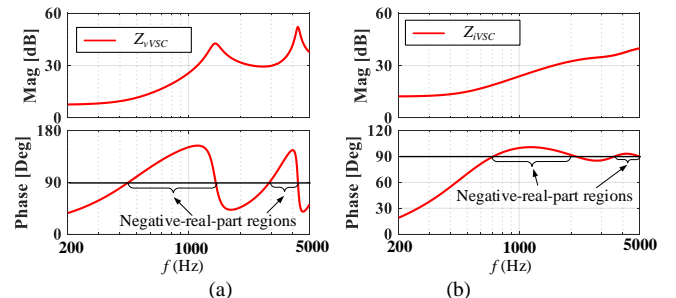 60
30
0
Mag [dB]
Z_vVSC
180
90
0
Phase [Deg]
Negative-real-part regions
200
1000
5000
f (Hz)
(a)
60
30
0
Mag [dB]
Z_iVSC
120
90
60
30
0
Phase [Deg]
Negative-real-part regions
200
1000
5000
f (Hz)
(b)